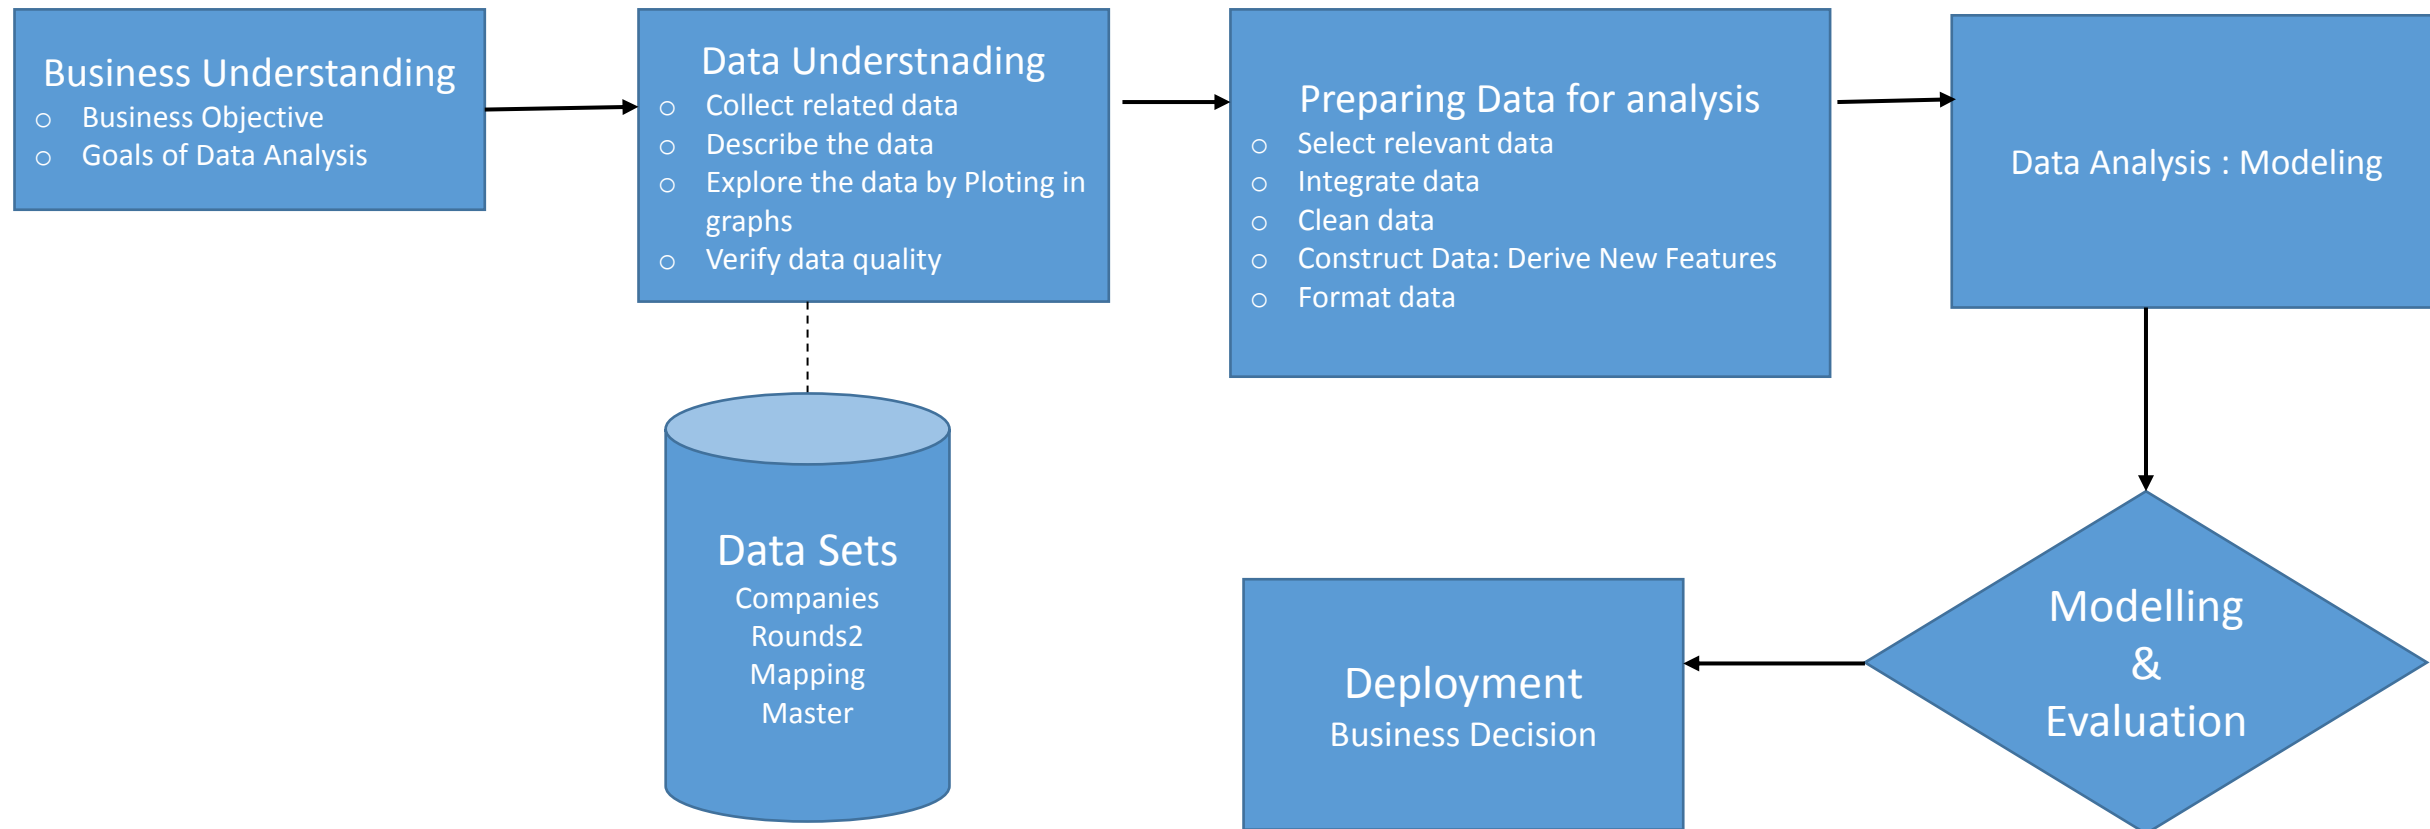 Business Understanding
o Business Objective
o Goals of Data Analysis
Data Understnading
o Collect related data
o Describe the data
o Explore the data by Ploting in
graphs
o Verify data quality
Preparing Data for analysis
o Select relevant data
o Integrate data
o Clean data
o Construct Data: Derive New Features
o Format data
Data Analysis : Modeling
Data Sets
Companies
Rounds2
Mapping
Master
Deployment
Business Decision
Modelling
&
Evaluation